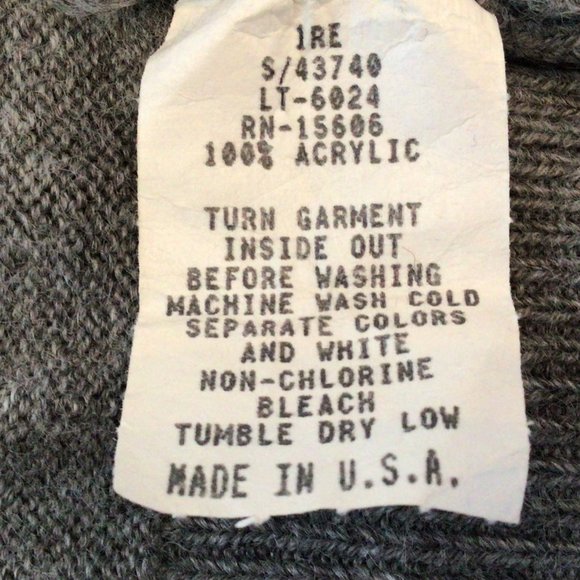 1RE
S/43740
LT-6024
RN-15606
100% ACRYLIC
TURN GARMENT
INSIDE OUT
BEFORE WASHING
MACHINE WASH COLD
SEPARATE COLORS
AND WHITE
NON-CHLORINE
BLEACH
TUMBLE DRY LOW
MADE IN U.S.A.